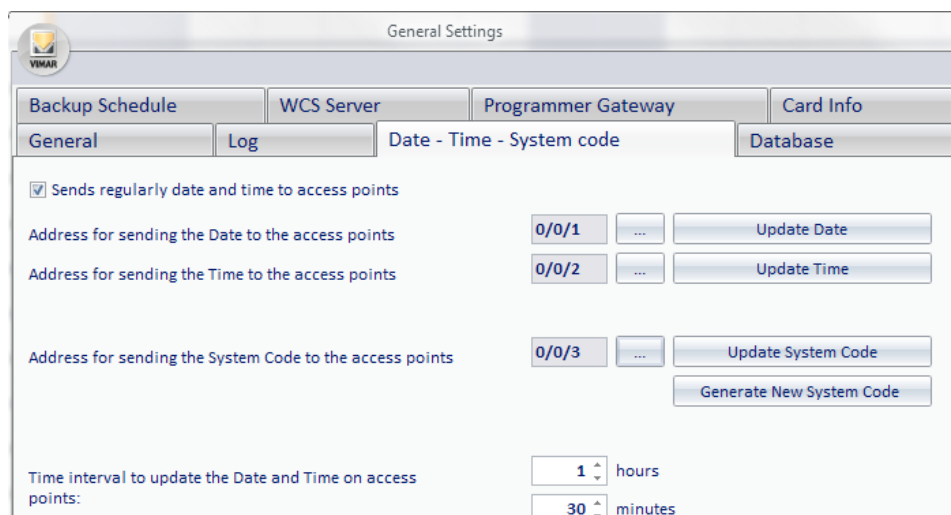 General Settings
VIMAR
Backup Schedule WCS Server Programmer Gateway Card Info
General Log Date - Time - System code Database
Sends regularly date and time to access points
Address for sending the Date to the access points 0/0/1 ... Update Date
Address for sending the Time to the access points 0/0/2 ... Update Time
Address for sending the System Code to the access points 0/0/3 ... Update System Code
Generate New System Code
Time interval to update the Date and Time on access 1 hours
points:
30 minutes